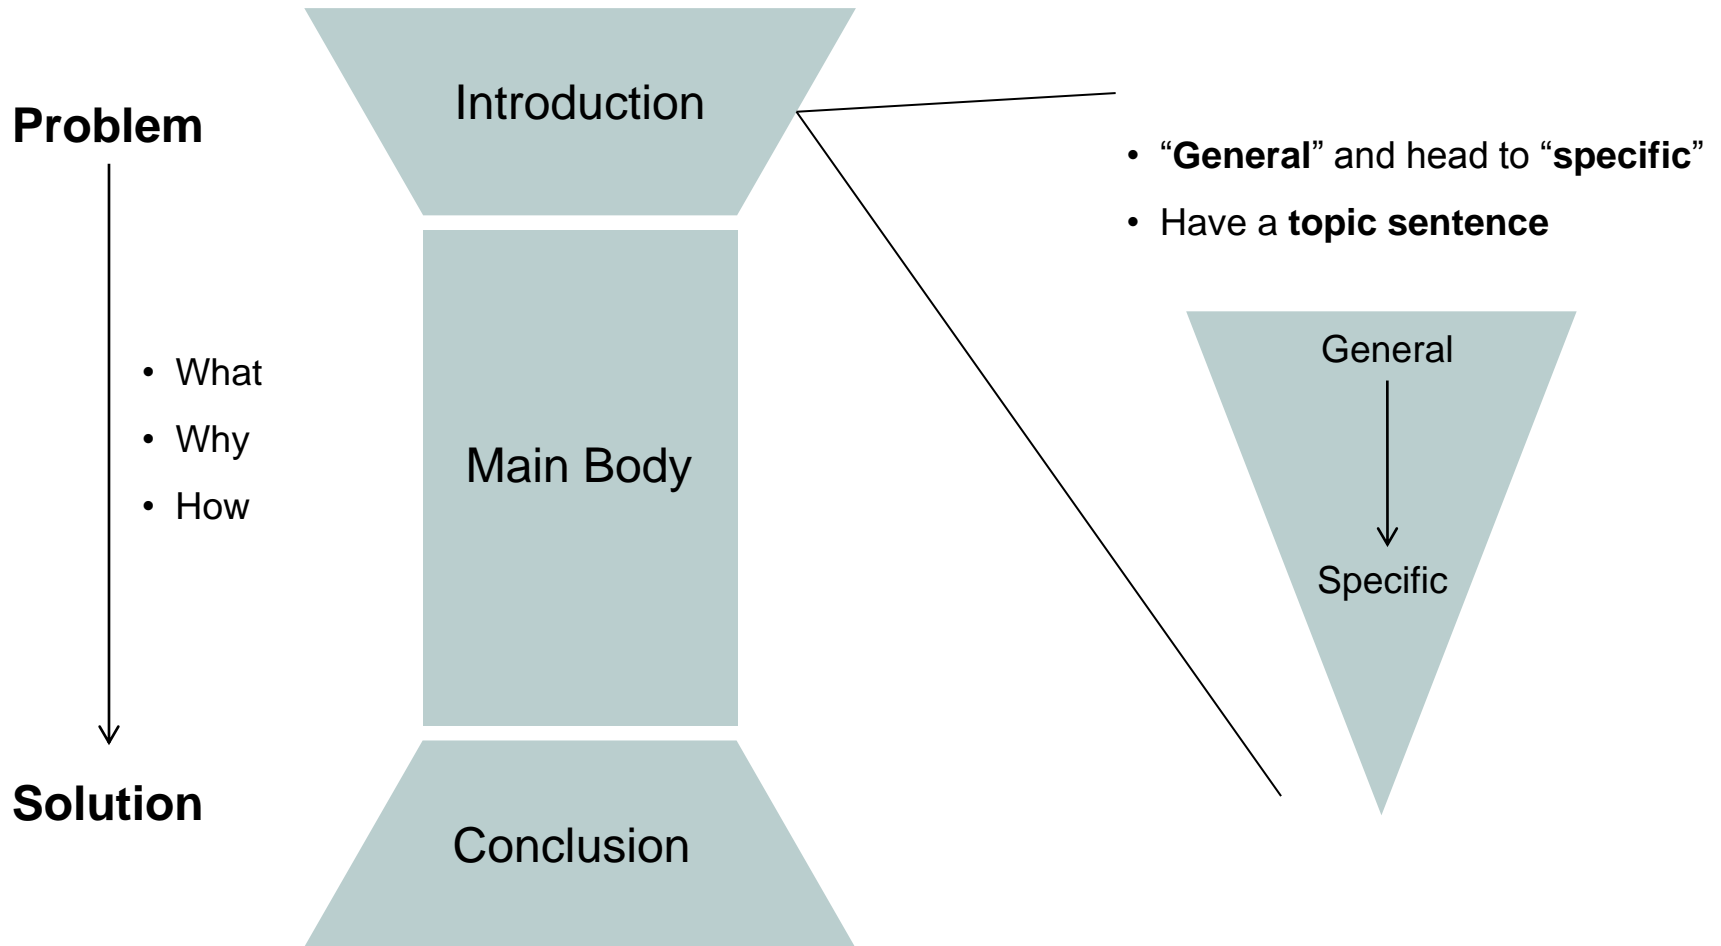 Problem
• What
• Why
• How
Solution
Introduction
Main Body
Conclusion
• “General” and head to “specific”
• Have a topic sentence
General
Specific